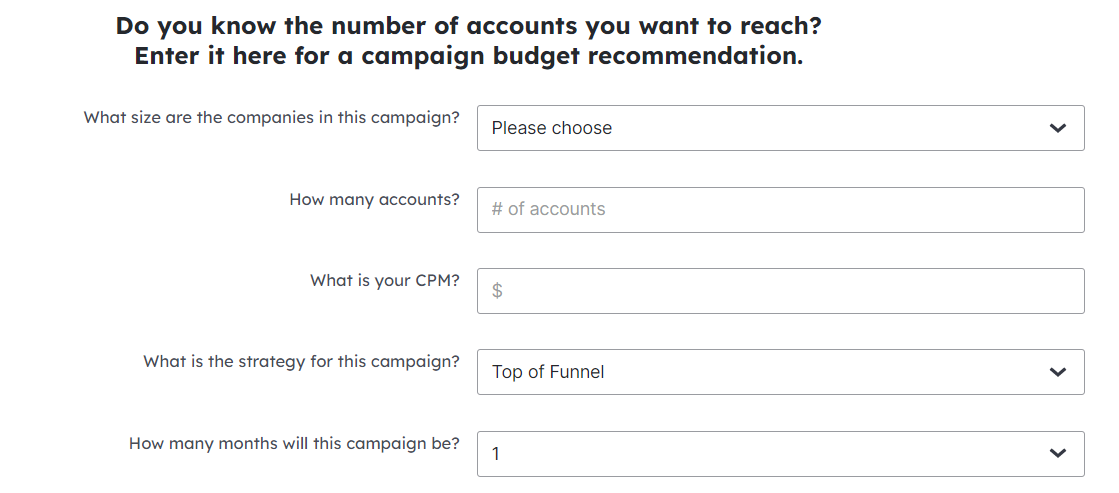 Do you know the number of accounts you want to reach?
Enter it here for a campaign budget recommendation.
What size are the companies in this campaign?
Please choose
How many accounts?
# of accounts
What is your CPM?
$
What is the strategy for this campaign?
Top of Funnel
How many months will this campaign be?
1